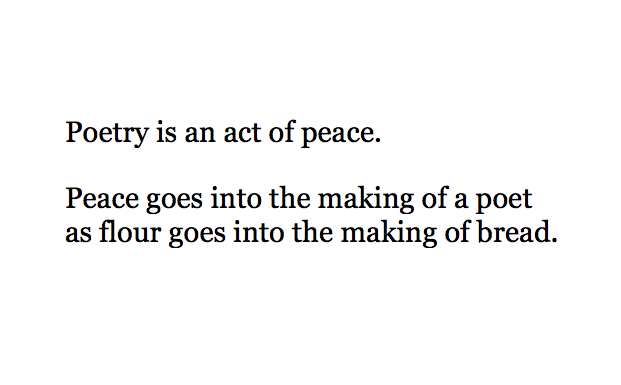 Poetry is an act of peace.
Peace goes into the making of a poet
as flour goes into the making of bread.